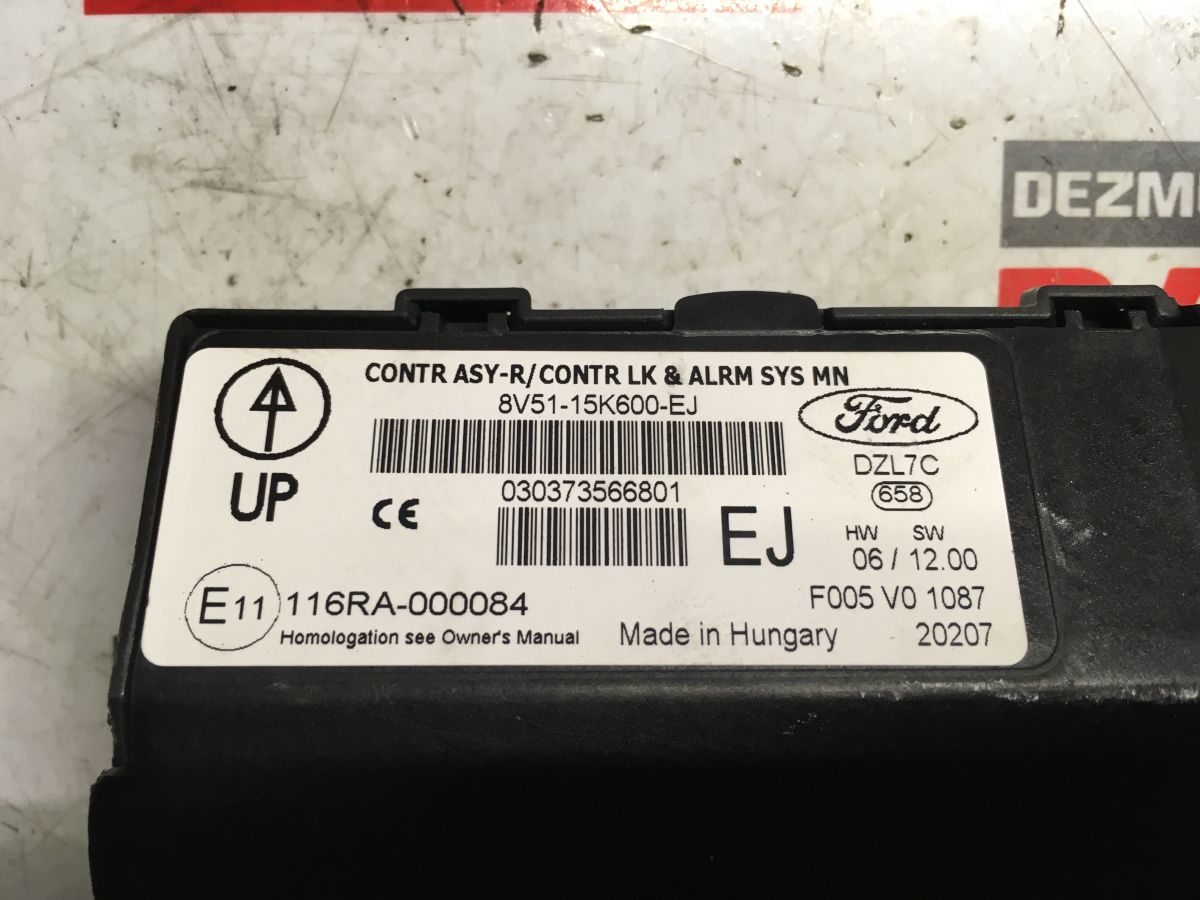 DEZM
CONTR ASY-R/CONTR LK & ALRM SYS MN
8V51-15K600-EJ
Ford
UP
DZL7C
658
030373566801
CE
EJ
HW SW
06 / 12.00
E11 116RA-000084
F005 V0 1087
Homologation see Owner's Manual
Made in Hungary
20207